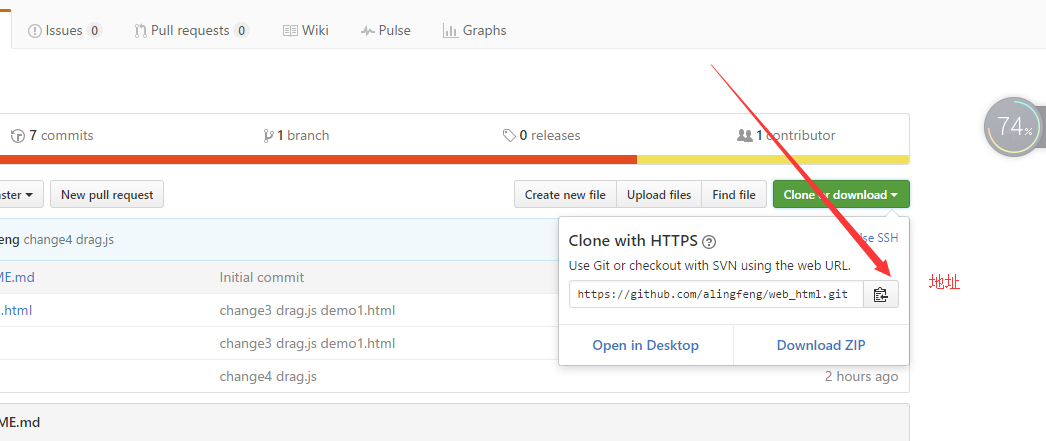 Issues 0 Pull requests 0 Wiki Pulse Graphs
74%
7 commits 1 branch 0 releases 1 contributor
ster New pull request Create new file Upload files Find file Clone or download
eng change4 drag.js
Clone with HTTPS ? Use SSH
Use Git or checkout with SVN using the web URL.
ME.md Initial commit
地址
https://github.com/alingfeng/web_html.git
.html change3 drag.js demo1.html
change3 drag.js demo1.html
Open in Desktop Download ZIP
change4 drag.js 2 hours ago
ME.md